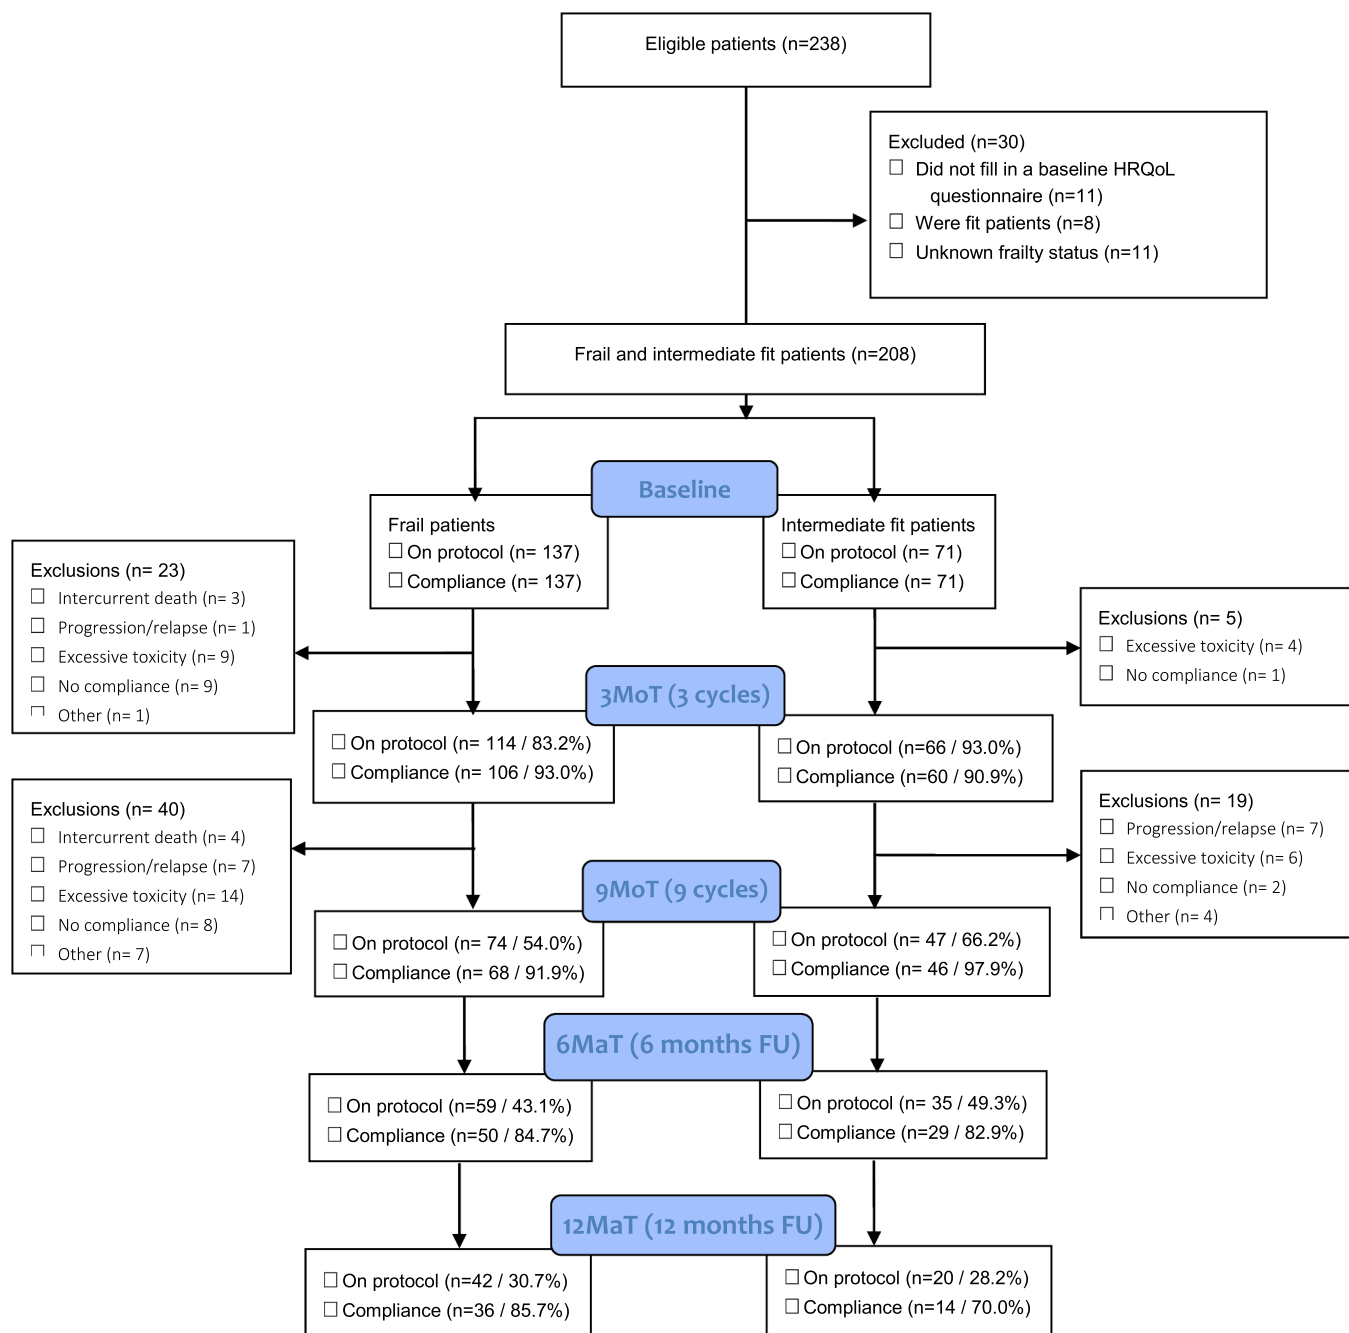 Eligible patients (n=238)
Excluded (n=30)
☐ Did not fill in a baseline HRQoL
questionnaire (n=11)
☐ Were fit patients (n=8)
☐ Unknown frailty status (n=11)
Frail and intermediate fit patients (n=208)
Baseline
Frail patients
☐ On protocol (n= 137)
☐ Compliance (n= 137)
Intermediate fit patients
☐ On protocol (n= 71)
☐ Compliance (n= 71)
Exclusions (n= 23)
☐ Intercurrent death (n= 3)
☐ Progression/relapse (n= 1)
☐ Excessive toxicity (n= 9)
☐ No compliance (n= 9)
☐ Other (n= 1)
Exclusions (n= 5)
☐ Excessive toxicity (n= 4)
☐ No compliance (n= 1)
3MoT (3 cycles)
☐ On protocol (n= 114 / 83.2%)
☐ Compliance (n= 106 / 93.0%)
☐ On protocol (n=66 / 93.0%)
☐ Compliance (n=60 / 90.9%)
Exclusions (n= 40)
☐ Intercurrent death (n= 4)
☐ Progression/relapse (n= 7)
☐ Excessive toxicity (n= 14)
☐ No compliance (n= 8)
☐ Other (n= 7)
Exclusions (n= 19)
☐ Progression/relapse (n= 7)
☐ Excessive toxicity (n= 6)
☐ No compliance (n= 2)
☐ Other (n= 4)
9MoT (9 cycles)
☐ On protocol (n= 74 / 54.0%)
☐ Compliance (n= 68 / 91.9%)
☐ On protocol (n= 47 / 66.2%)
☐ Compliance (n= 46 / 97.9%)
6MaT (6 months FU)
☐ On protocol (n=59 / 43.1%)
☐ Compliance (n=50 / 84.7%)
☐ On protocol (n= 35 / 49.3%)
☐ Compliance (n=29 / 82.9%)
12MaT (12 months FU)
☐ On protocol (n=42 / 30.7%)
☐ Compliance (n=36 / 85.7%)
☐ On protocol (n=20 / 28.2%)
☐ Compliance (n=14 / 70.0%)